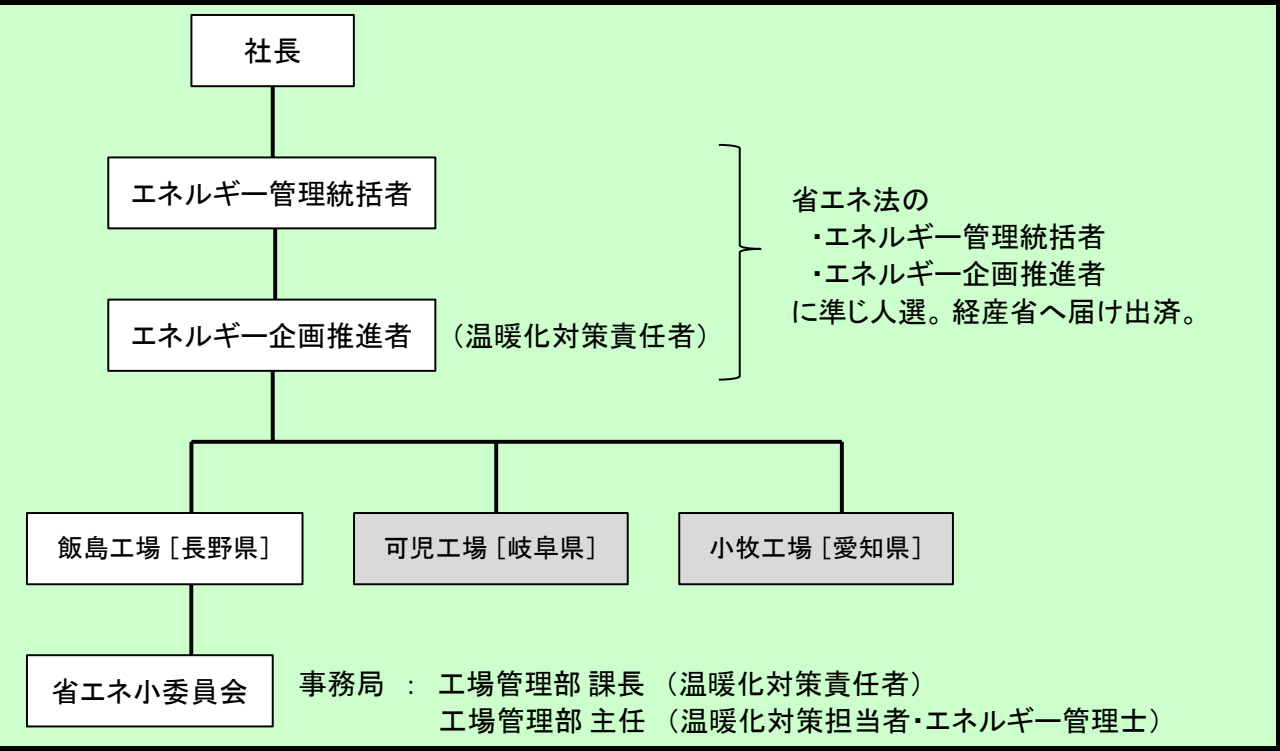 社長
エネルギー管理統括者
エネルギー企画推進者 （温暖化対策責任者）
省エネ法の
・エネルギー管理統括者
・エネルギー企画推進者
に準じ人選。経産省へ届け出済。
飯島工場［長野県］ 可児工場［岐阜県］ 小牧工場［愛知県］
省エネ小委員会
事務局 ： 工場管理部 課長 （温暖化対策責任者）
工場管理部 主任 （温暖化対策担当者・エネルギー管理士）